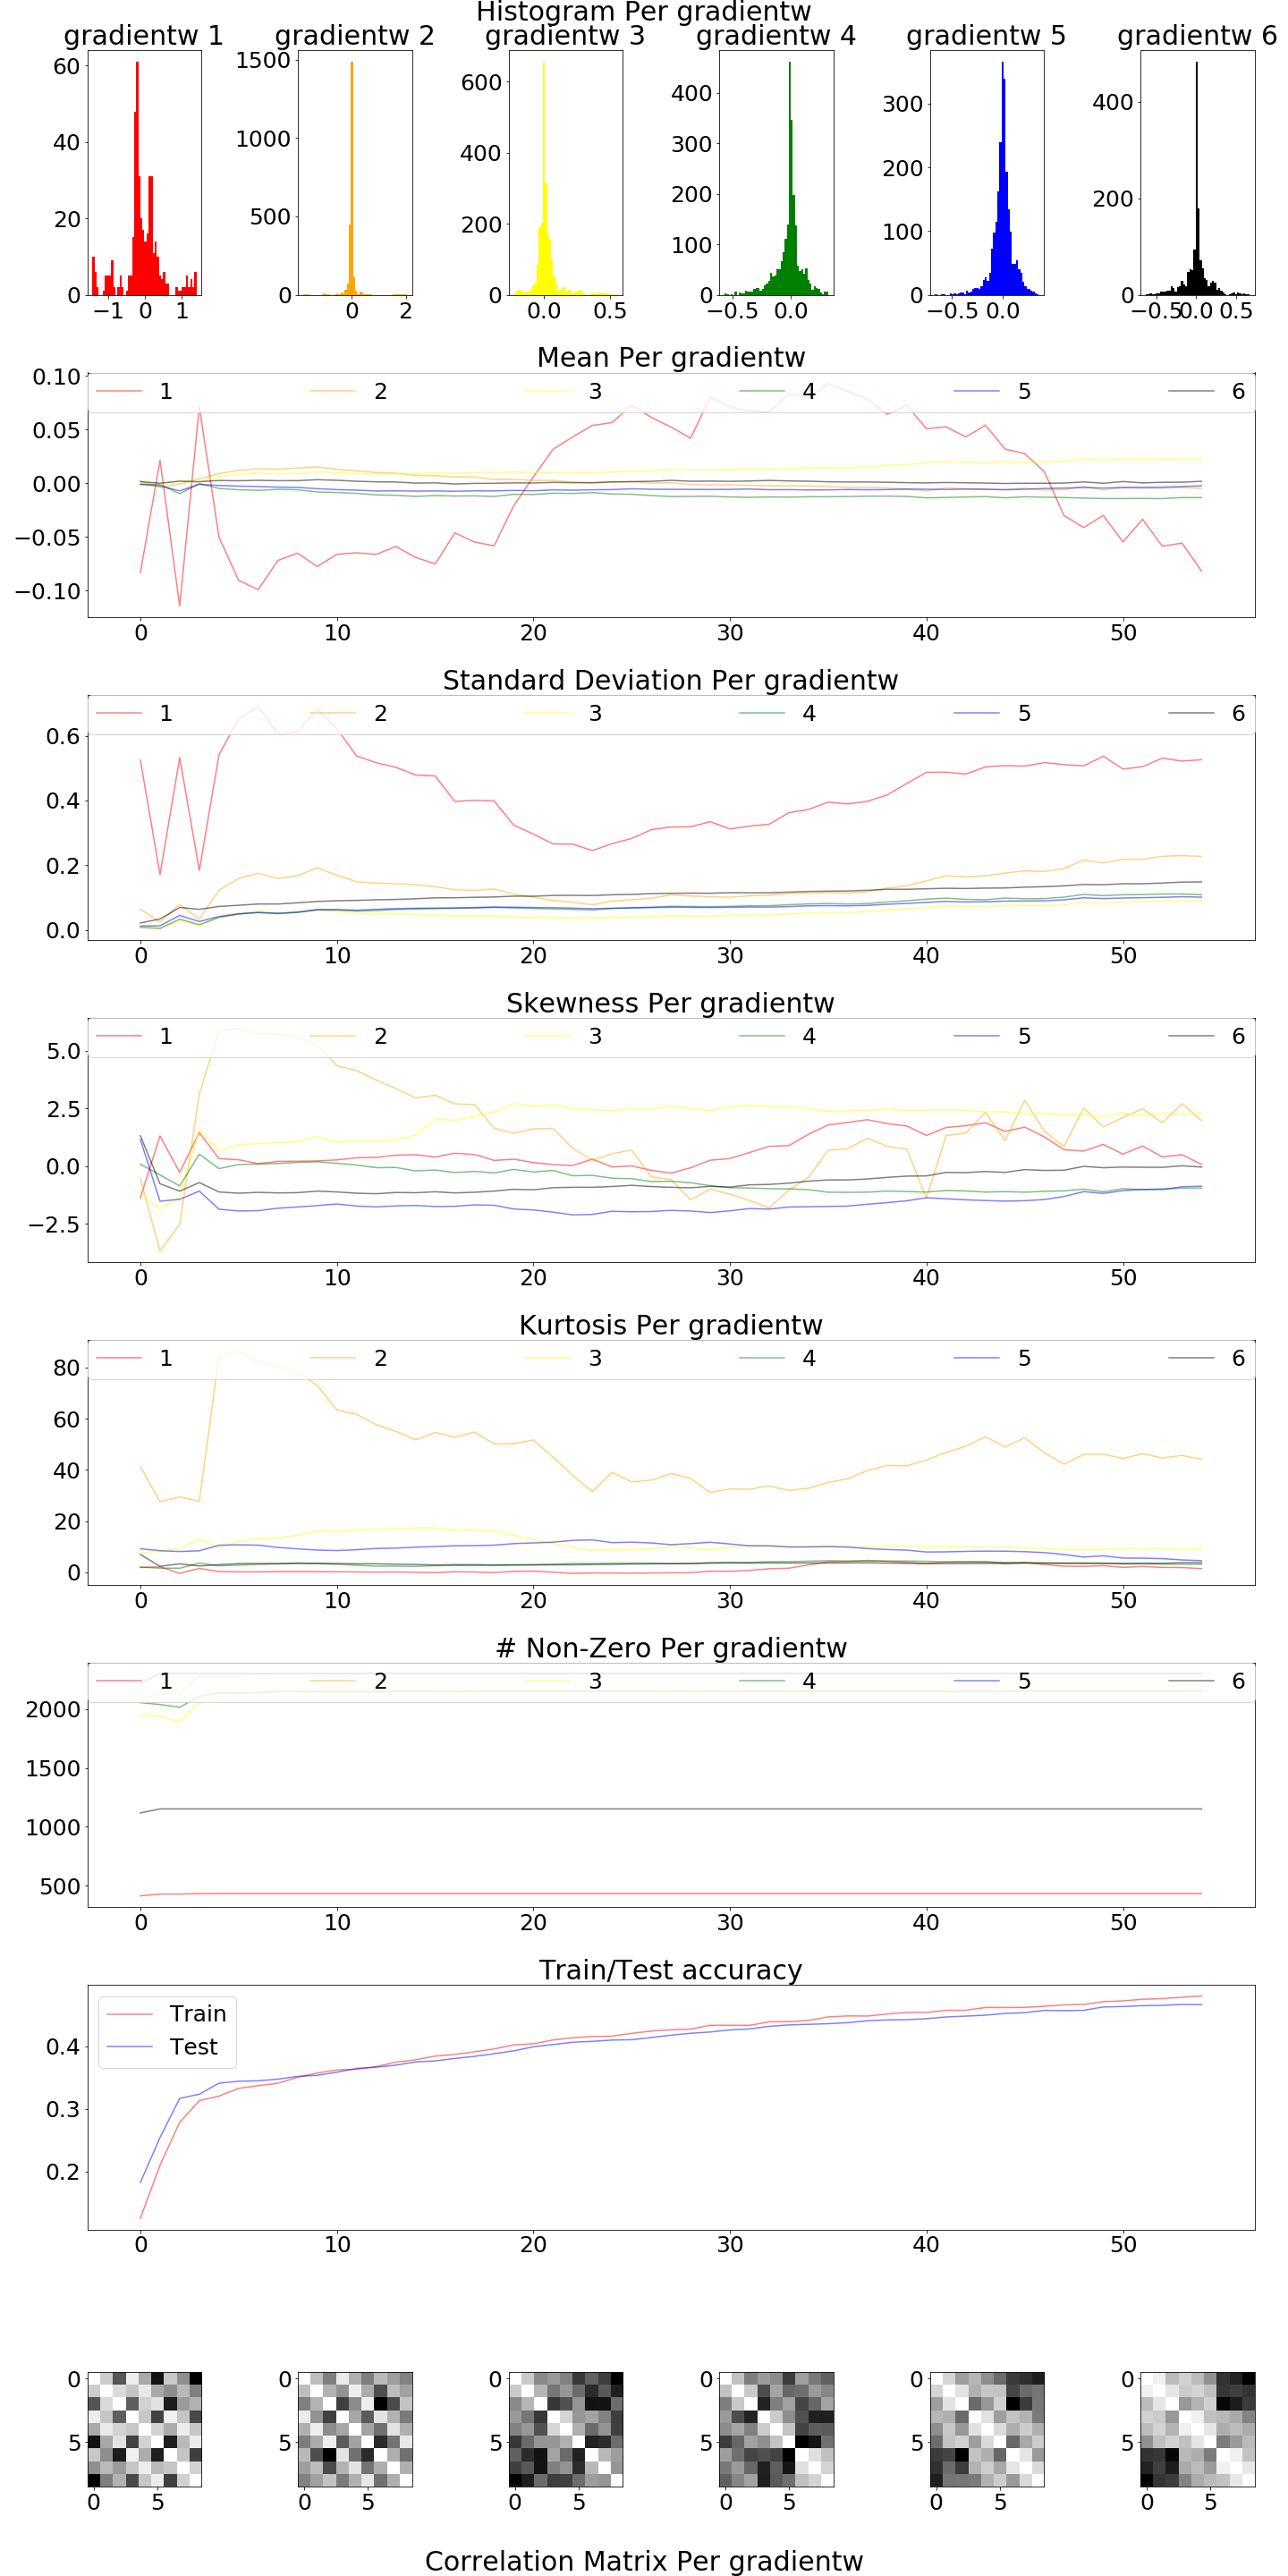 Histogram Per gradientw
gradientw 1 gradientw 2 gradientw 3 gradientw 4 gradientw 5 gradientw 6
60 1500 600 400 300 400
40 1000 400 300 200 200
20 500 200 200 100 0
0 0 0 100 0
0
−1 0 1 0 2 0.0 0.5 −0.5 0.0 −0.5 0.0 −0.5 0.0 0.5
Mean Per gradientw
1 2 3 4 5 6
0.10
0.05
0.00
−0.05
−0.10
0 10 20 30 40 50
Standard Deviation Per gradientw
1 2 3 4 5 6
0.6
0.4
0.2
0.0
0 10 20 30 40 50
Skewness Per gradientw
1 2 3 4 5 6
5.0
2.5
0.0
−2.5
0 10 20 30 40 50
Kurtosis Per gradientw
1 2 3 4 5 6
80
60
40
20
0
0 10 20 30 40 50
# Non-Zero Per gradientw
1 2 3 4 5 6
2000
1500
1000
500
0 10 20 30 40 50
Train/Test accuracy
Train
Test
0.4
0.3
0.2
0 10 20 30 40 50
0 0 0 0 0 0
5 5 5 5 5 5
0 5 0 5 0 5 0 5 0 5 0 5
Correlation Matrix Per gradientw